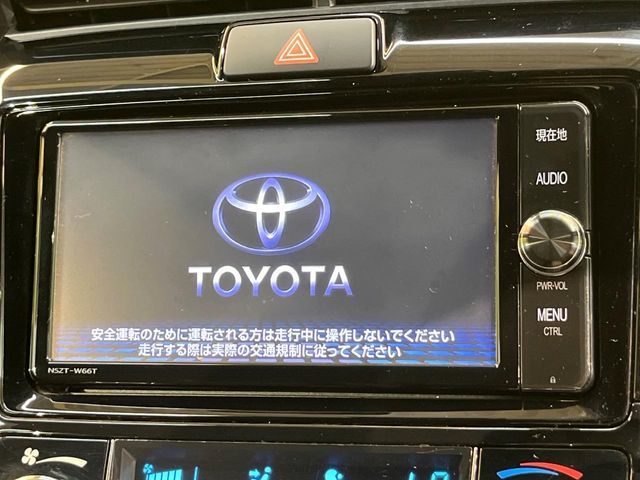 現在地
AUDIO
TOYOTA
PWR-VOL
MENU
CTRL
安全運転のために運転される方は走行中に操作しないでください
走行する際は実際の交通規制に従ってください
NSZT-W66T